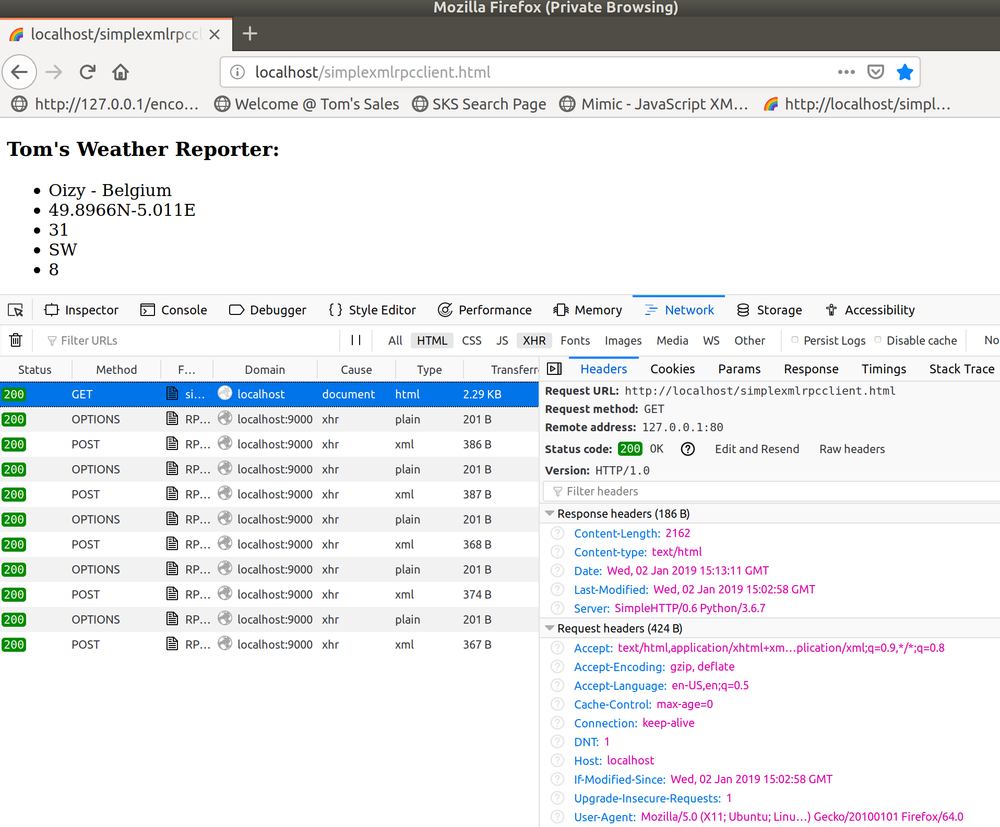 Mozilla Firefox (Private Browsing)
localhost/simplexmlrpccl
localhost/simplexmlrpcclient.html
http://127.0.0.1/enco… Welcome @ Tom's Sales SKS Search Page Mimic - JavaScript XM… http://localhost/simpl…
Tom's Weather Reporter:
Oizy - Belgium
49.8966N-5.011E
31
SW
8
Inspector Console Debugger {} Style Editor Performance Memory Network Storage Accessibility
Filter URLs All HTML CSS JS XHR Fonts Images Media WS Other Persist Logs Disable cache No
Status Method F… Domain Cause Type Transferr
200 GET si… localhost document html 2.29 KB
200 OPTIONS RP… localhost:9000 xhr plain 201 B
200 POST RP… localhost:9000 xhr xml 386 B
200 OPTIONS RP… localhost:9000 xhr plain 201 B
200 POST RP… localhost:9000 xhr xml 387 B
200 OPTIONS RP… localhost:9000 xhr plain 201 B
200 POST RP… localhost:9000 xhr xml 368 B
200 OPTIONS RP… localhost:9000 xhr plain 201 B
200 POST RP… localhost:9000 xhr xml 374 B
200 OPTIONS RP… localhost:9000 xhr plain 201 B
200 POST RP… localhost:9000 xhr xml 367 B
Headers Cookies Params Response Timings Stack Trace
Request URL: http://localhost/simplexmlrpcclient.html
Request method: GET
Remote address: 127.0.0.1:80
Status code: 200 OK ? Edit and Resend Raw headers
Version: HTTP/1.0
Filter headers
Response headers (186 B)
? Content-Length: 2162
? Content-type: text/html
? Date: Wed, 02 Jan 2019 15:13:11 GMT
? Last-Modified: Wed, 02 Jan 2019 15:02:58 GMT
? Server: SimpleHTTP/0.6 Python/3.6.7
Request headers (424 B)
? Accept: text/html,application/xhtml+xm…plication/xml;q=0.9,*/*;q=0.8
? Accept-Encoding: gzip, deflate
? Accept-Language: en-US,en;q=0.5
? Cache-Control: max-age=0
? Connection: keep-alive
? DNT: 1
? Host: localhost
? If-Modified-Since: Wed, 02 Jan 2019 15:02:58 GMT
? Upgrade-Insecure-Requests: 1
? User-Agent: Mozilla/5.0 (X11; Ubuntu; Linu…) Gecko/20100101 Firefox/64.0